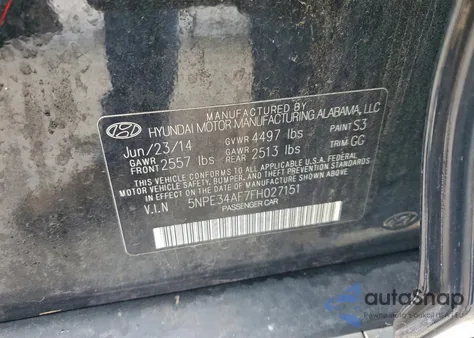 MANUFACTURED BY
HYUNDAI MOTOR MANUFACTURING ALABAMA, LLC
Jun/23/14 GVWR 4497 lbs PAINT S3
GAWR FRONT 2557 lbs GAWR REAR 2513 lbs TRIM GG
THIS VEHICLE CONFORMS TO ALL APPLICABLE U.S.A. FEDERAL
MOTOR VEHICLE SAFETY, BUMPER, AND THEFT PREVENTION STANDARDS
IN EFFECT ON THE DATE OF MANUFACTURE SHOWN ABOVE.
V.I.N 5NPE34AF7FH027151
PASSENGER CAR
autoSnap